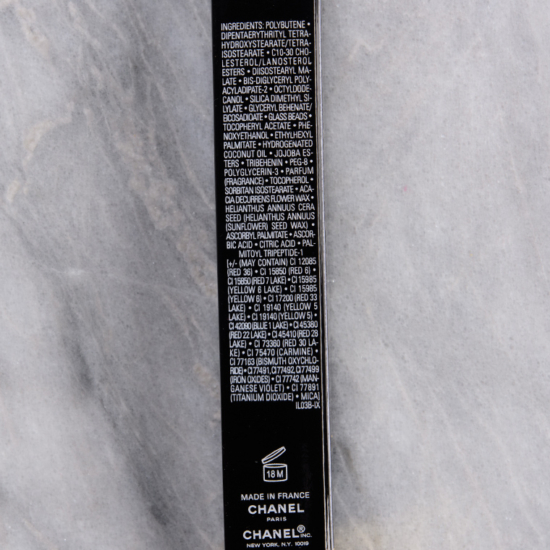 INGREDIENTS: POLYBUTENE •
DIPENTAERYTHRITYL TETRA-
HYDROXYSTEARATE/TETRA-
ISOSTEARATE • C10-30 CHO-
LESTEROL/LANOSTEROL
ESTERS • DIISOSTEARYL MA-
LATE • BIS-DIGLYCERYL POLY-
ACYLADIPATE-2 • OCTYLDODE-
CANOL • SILICA DIMETHYL SI-
LYLATE • GLYCERYL BEHENATE/
EICOSADIOATE • GLASS BEADS •
TOCOPHERYL ACETATE • PHE-
NOXYETHANOL • ETHYLHEXYL
PALMITATE • HYDROGENATED
COCONUT OIL • JOJOBA ES-
TERS • TRIBEHENIN • PEG-8 •
POLYGLYCERIN-3 • PARFUM
(FRAGRANCE) • TOCOPHEROL •
SORBITAN ISOSTEARATE • ACA-
CIA DECURRENS FLOWER WAX •
HELIANTHUS ANNUUS CERA
SEED (HELIANTHUS ANNUUS
(SUNFLOWER) SEED WAX) •
ASCORBYL PALMITATE • ASCOR-
BIC ACID • CITRIC ACID • PAL-
MITOYL TRIPEPTIDE-1
[+/- (MAY CONTAIN) CI 12085
(RED 36) • CI 15850 (RED 6) •
CI 15850 (RED 7 LAKE) • CI 15985
(YELLOW 6 LAKE) • CI 15985
(YELLOW 6) • CI 17200 (RED 33
LAKE) • CI 19140 (YELLOW 5
LAKE) • CI 19140 (YELLOW 5) •
CI 42090 (BLUE 1 LAKE) • CI 45380
(RED 22 LAKE) • CI 45410 (RED 28
LAKE) • CI 73360 (RED 30 LA-
KE) • CI 75470 (CARMINE) • CI
77163 (BISMUTH OXYCHLO-
RIDE) • CI 77491, CI 77492, CI 77499
(IRON OXIDES) • CI 77742 (MAN-
GANESE VIOLET) • CI 77891
(TITANIUM DIOXIDE) • MICA]
IL03B-IX
18 M
MADE IN FRANCE
CHANEL
PARIS
CHANEL® INC.
NEW YORK, N.Y. 10019